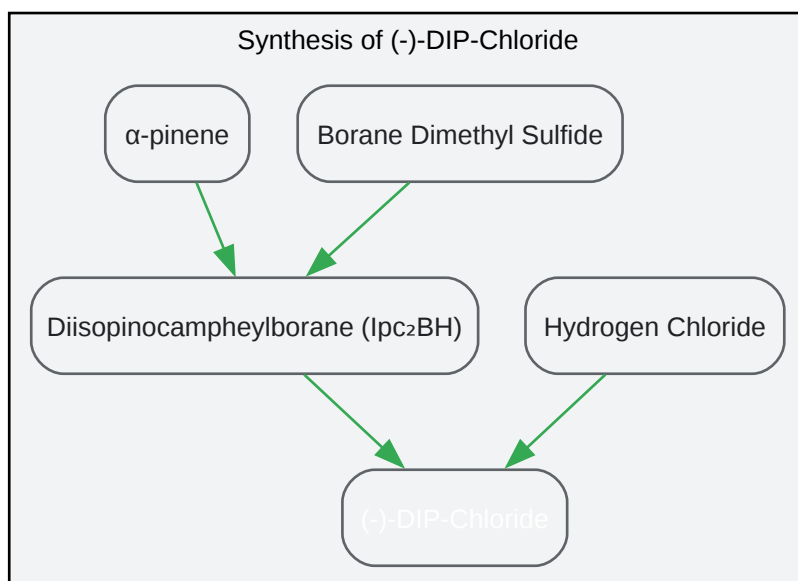 Synthesis of (-)-DIP-Chloride
α-pinene
Borane Dimethyl Sulfide
Diisopinocampheylborane (Ipc₂BH)
Hydrogen Chloride
(-)-DIP-Chloride